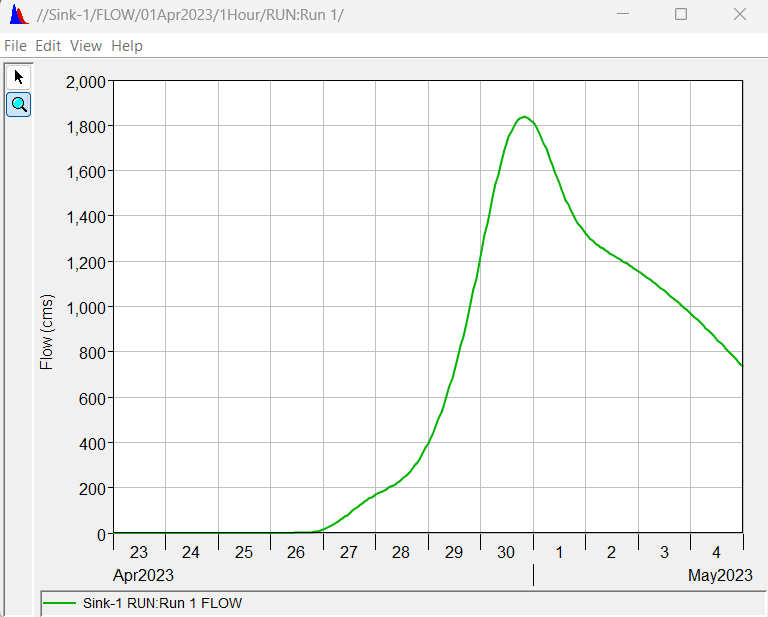 //Sink-1/FLOW/01Apr2023/1Hour/RUN:Run 1/
File Edit View Help
2,000
1,800
1,600
1,400
1,200
1,000
800
600
400
200
0
Flow (cms)
23 24 25 26 27 28 29 30 1 2 3 4
Apr2023 May2023
Sink-1 RUN:Run 1 FLOW